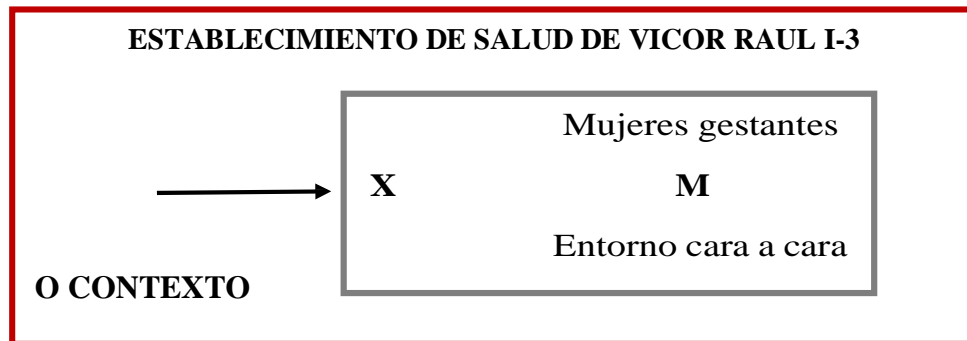 ESTABLECIMIENTO DE SALUD DE VICOR RAUL I-3
Mujeres gestantes
X M
Entorno cara a cara
O CONTEXTO